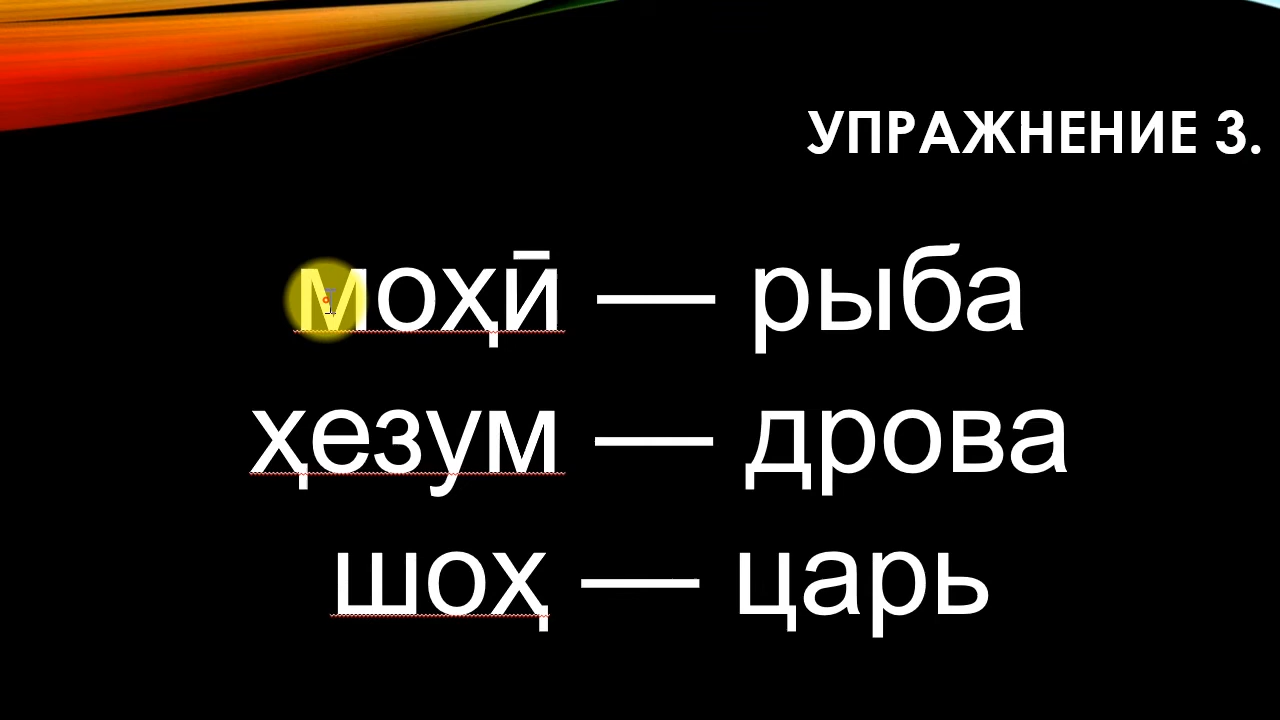 УПРАЖНЕНИЕ 3.
моҳӣ — рыба
ҳезум — дрова
шоҳ — царь